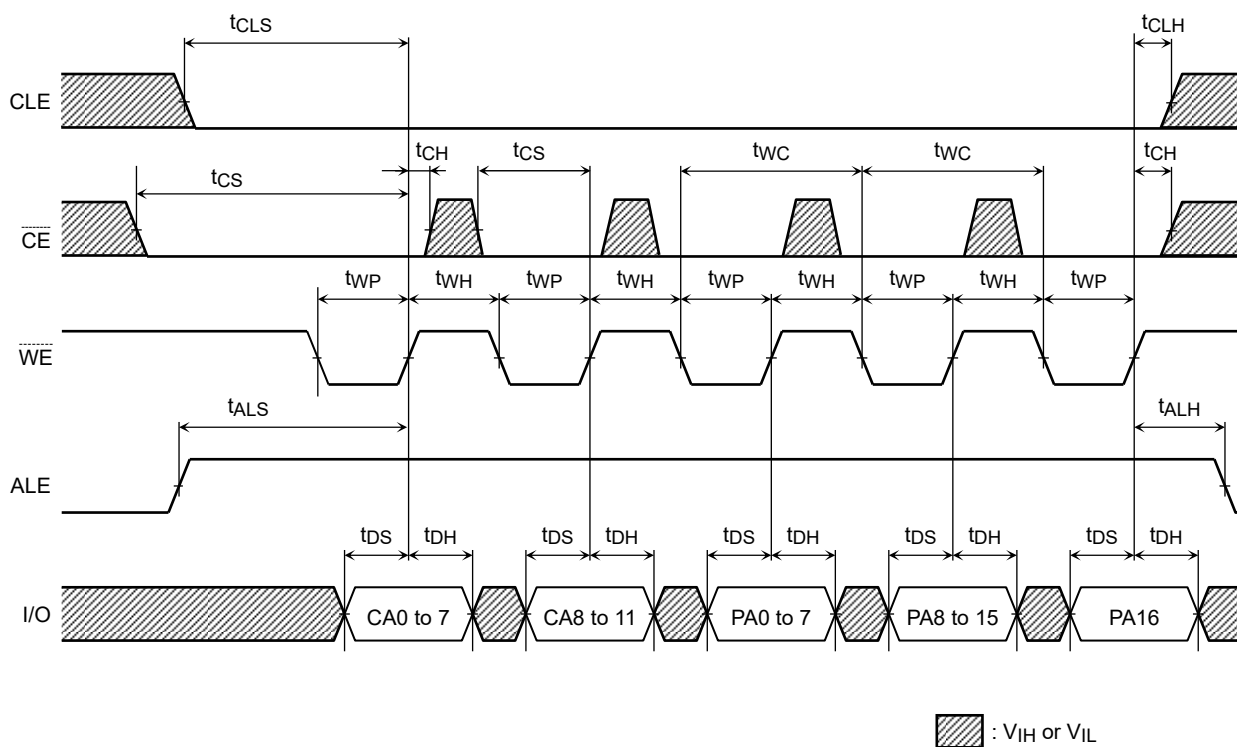 tCLS
tCLH
CLE
tCH
tCS
tWC
tWC
tCH
tCS
CE
tWP
tWH
tWP
tWH
tWP
tWH
tWP
tWH
tWP
WE
tALS
tALH
ALE
tDS
tDH
tDS
tDH
tDS
tDH
tDS
tDH
tDS
tDH
I/O
CA0 to 7
CA8 to 11
PA0 to 7
PA8 to 15
PA16
: VIH or VIL